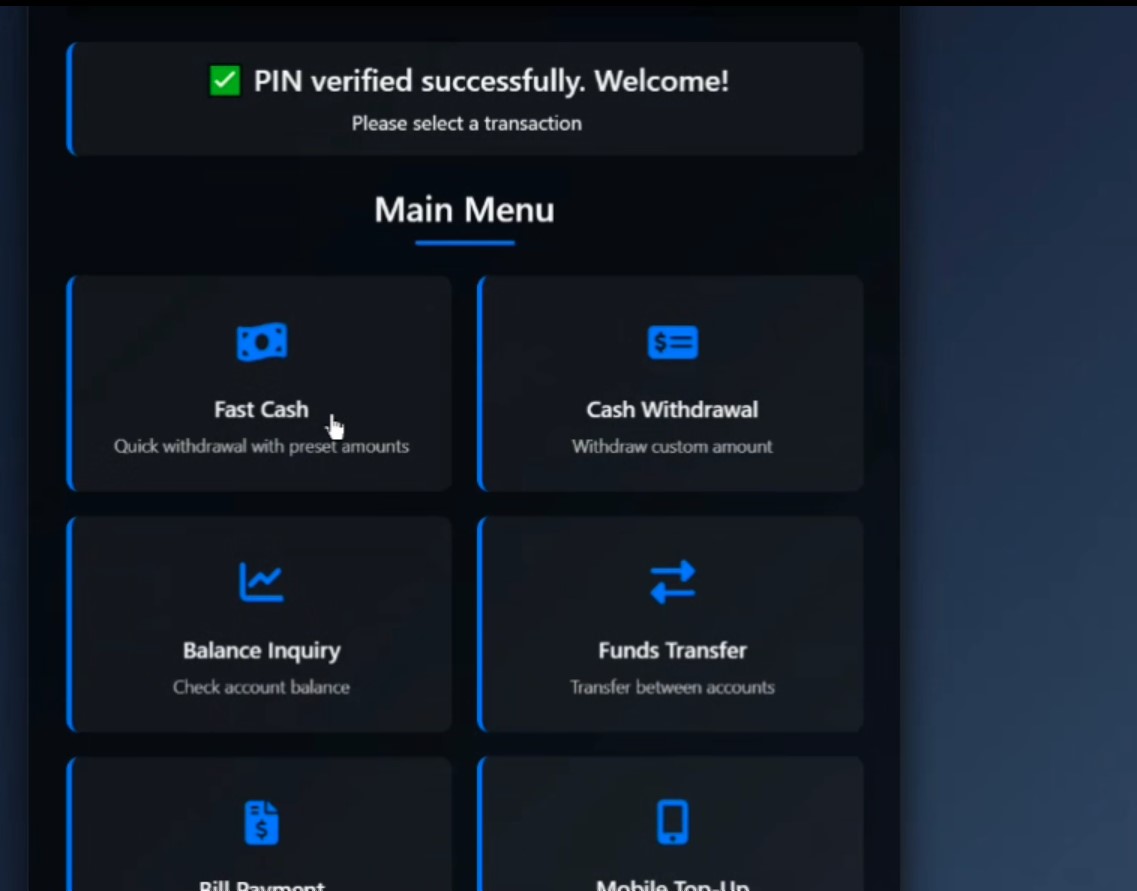 ✅ PIN verified successfully. Welcome!
Please select a transaction
Main Menu
Fast Cash
Quick withdrawal with preset amounts
Cash Withdrawal
Withdraw custom amount
Balance Inquiry
Check account balance
Funds Transfer
Transfer between accounts
Bill Payment
Mobile Top-Up